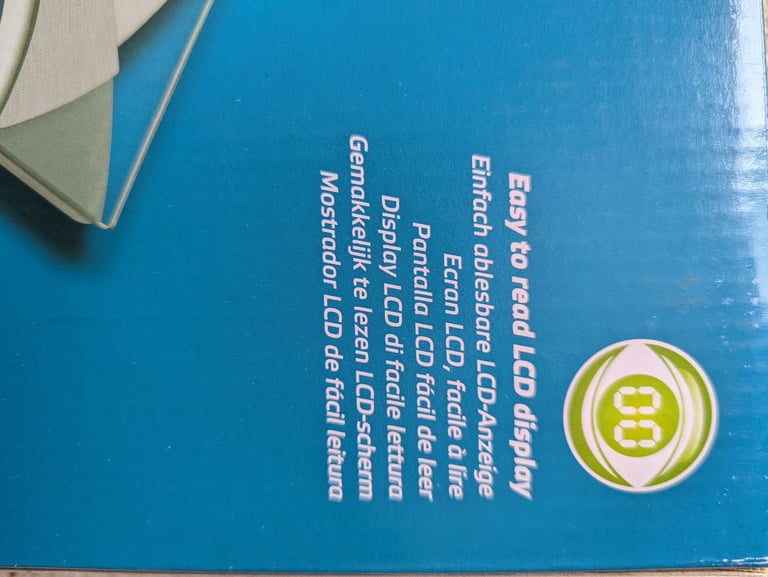 00
Easy to read LCD display
Einfach ablesbare LCD-Anzeige
Ecran LCD, facile à lire
Pantalla LCD fácil de leer
Display LCD di facile lettura
Gemakkelijk te lezen LCD-scherm
Mostrador LCD de fácil leitura